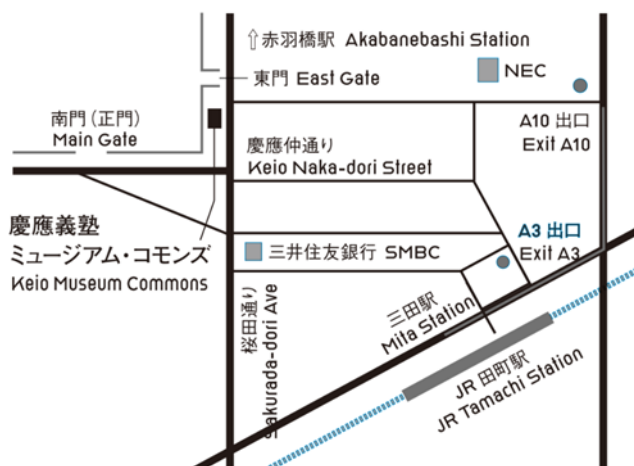 赤羽橋駅 Akabanebashi Station
NEC
東門 East Gate
南門（正門）
Main Gate
A10 出口
Exit A10
慶應仲通り
Keio Naka-dori Street
慶應義塾
ミュージアム・コモンズ
Keio Museum Commons
A3 出口
Exit A3
三井住友銀行 SMBC
桜田通り
Sakurada-dori Ave
三田駅
Mita Station
JR 田町駅
JR Tamachi Station